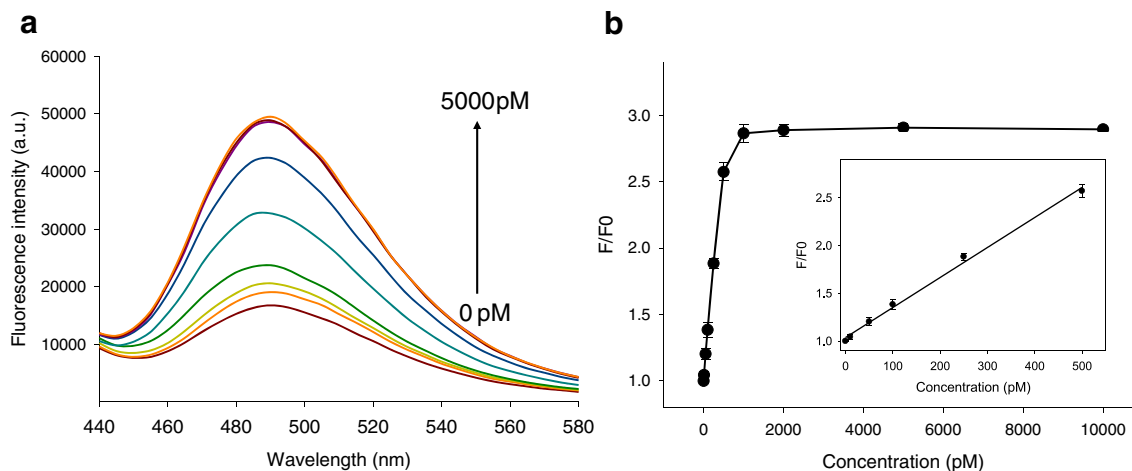 a
60000
50000
40000
30000
20000
10000
Fluorescence intensity (a.u.)
5000pM
0 pM
440 460 480 500 520 540 560 580
Wavelength (nm)
b
3.0
2.5
2.0
1.5
1.0
F/F0
0 2000 4000 6000 8000 10000
Concentration (pM)
2.5
2.0
1.5
1.0
F/F0
0 100 200 300 400 500
Concentration (pM)